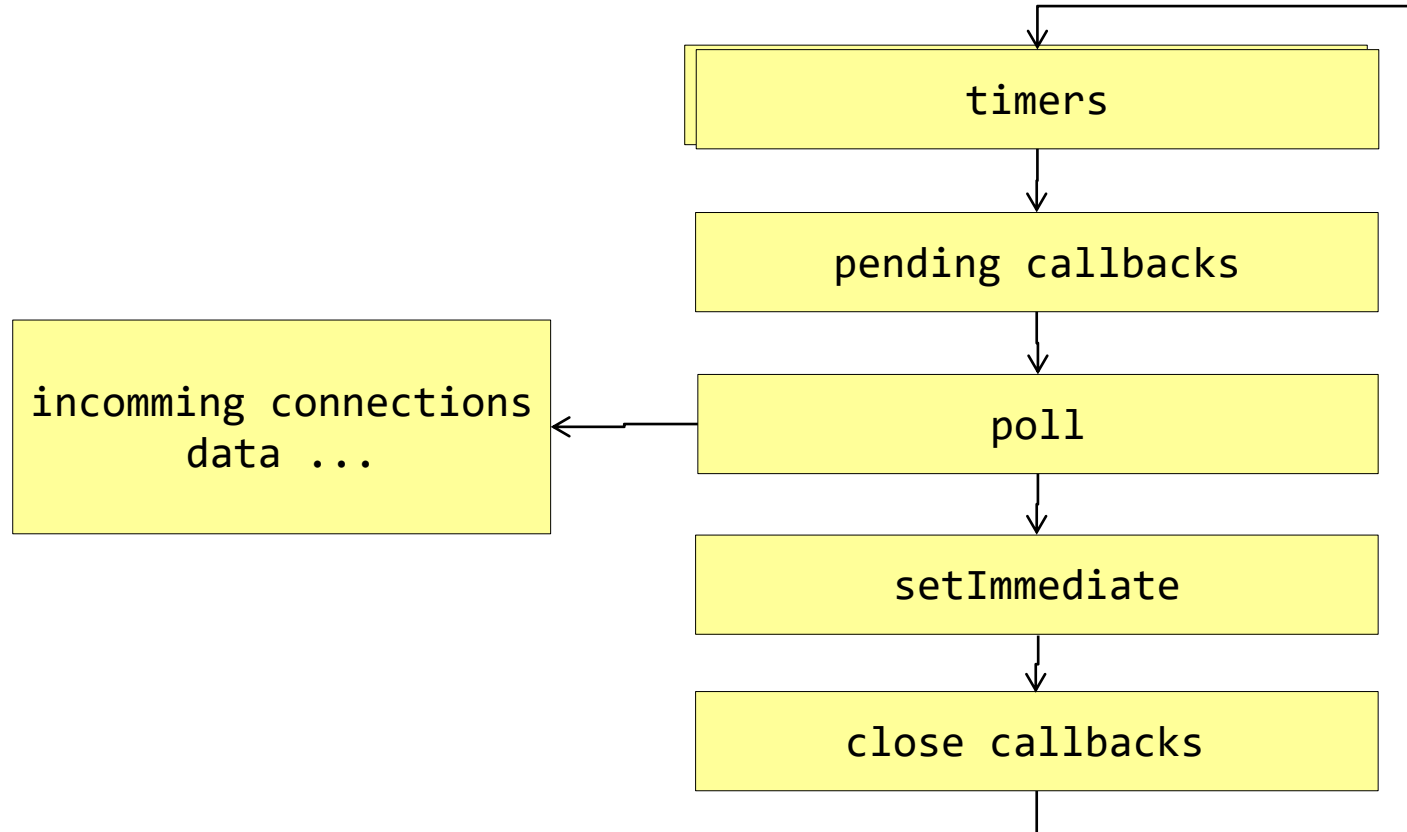 timers
pending callbacks
incomming connections
data ...
poll
setImmediate
close callbacks